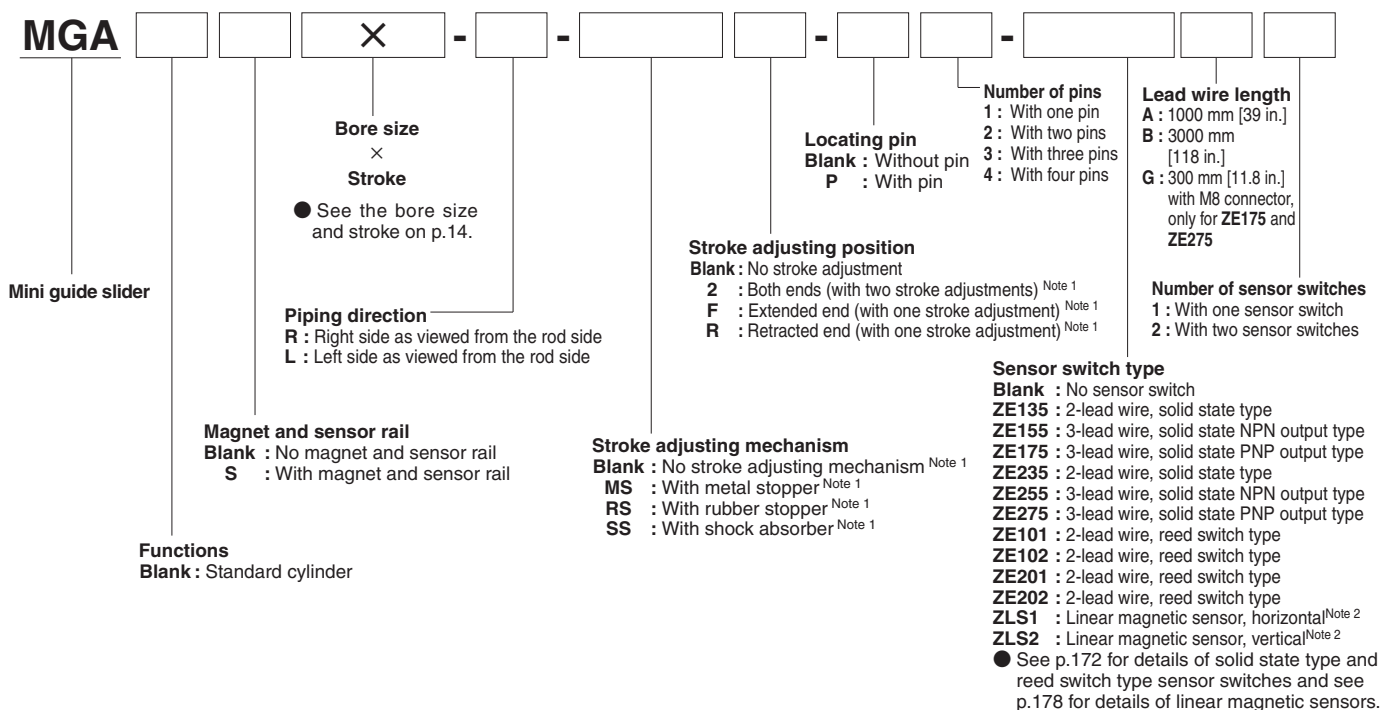 MGA × - - - -
Mini guide slider
Functions
Blank : Standard cylinder
Magnet and sensor rail
Blank : No magnet and sensor rail
S : With magnet and sensor rail
Bore size
×
Stroke
● See the bore size
and stroke on p.14.
Piping direction
R : Right side as viewed from the rod side
L : Left side as viewed from the rod side
Stroke adjusting mechanism
Blank : No stroke adjusting mechanism Note 1
MS : With metal stopper Note 1
RS : With rubber stopper Note 1
SS : With shock absorber Note 1
Stroke adjusting position
Blank : No stroke adjustment
2 : Both ends (with two stroke adjustments) Note 1
F : Extended end (with one stroke adjustment) Note 1
R : Retracted end (with one stroke adjustment) Note 1
Locating pin
Blank : Without pin
P : With pin
Number of pins
1 : With one pin
2 : With two pins
3 : With three pins
4 : With four pins
Sensor switch type
Blank : No sensor switch
ZE135 : 2-lead wire, solid state type
ZE155 : 3-lead wire, solid state NPN output type
ZE175 : 3-lead wire, solid state PNP output type
ZE235 : 2-lead wire, solid state type
ZE255 : 3-lead wire, solid state NPN output type
ZE275 : 3-lead wire, solid state PNP output type
ZE101 : 2-lead wire, reed switch type
ZE102 : 2-lead wire, reed switch type
ZE201 : 2-lead wire, reed switch type
ZE202 : 2-lead wire, reed switch type
ZLS1 : Linear magnetic sensor, horizontal Note 2
ZLS2 : Linear magnetic sensor, vertical Note 2
● See p.172 for details of solid state type and
reed switch type sensor switches and see
p.178 for details of linear magnetic sensors.
Lead wire length
A : 1000 mm [39 in.]
B : 3000 mm
[118 in.]
G : 300 mm [11.8 in.]
with M8 connector,
only for ZE175 and
ZE275
Number of sensor switches
1 : With one sensor switch
2 : With two sensor switches